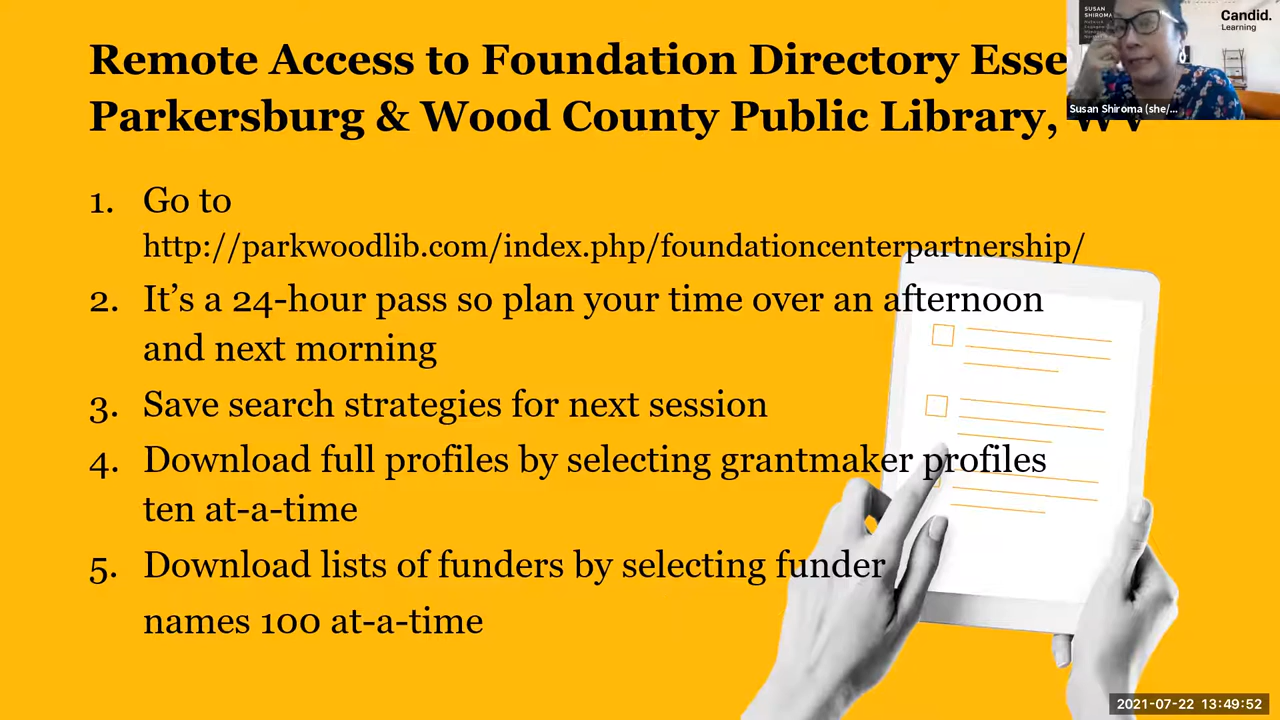 Remote Access to Foundation Directory Esse
Parkersburg & Wood County Public Library, WV
1. Go to
http://parkwoodlib.com/index.php/foundationcenterpartnership/
2. It’s a 24-hour pass so plan your time over an afternoon
and next morning
3. Save search strategies for next session
4. Download full profiles by selecting grantmaker profiles
ten at-a-time
5. Download lists of funders by selecting funder
names 100 at-a-time
SUSAN
SHIROMA
Candid.
Learning
Susan Shiroma (she/...
2021-07-22 13:49:52